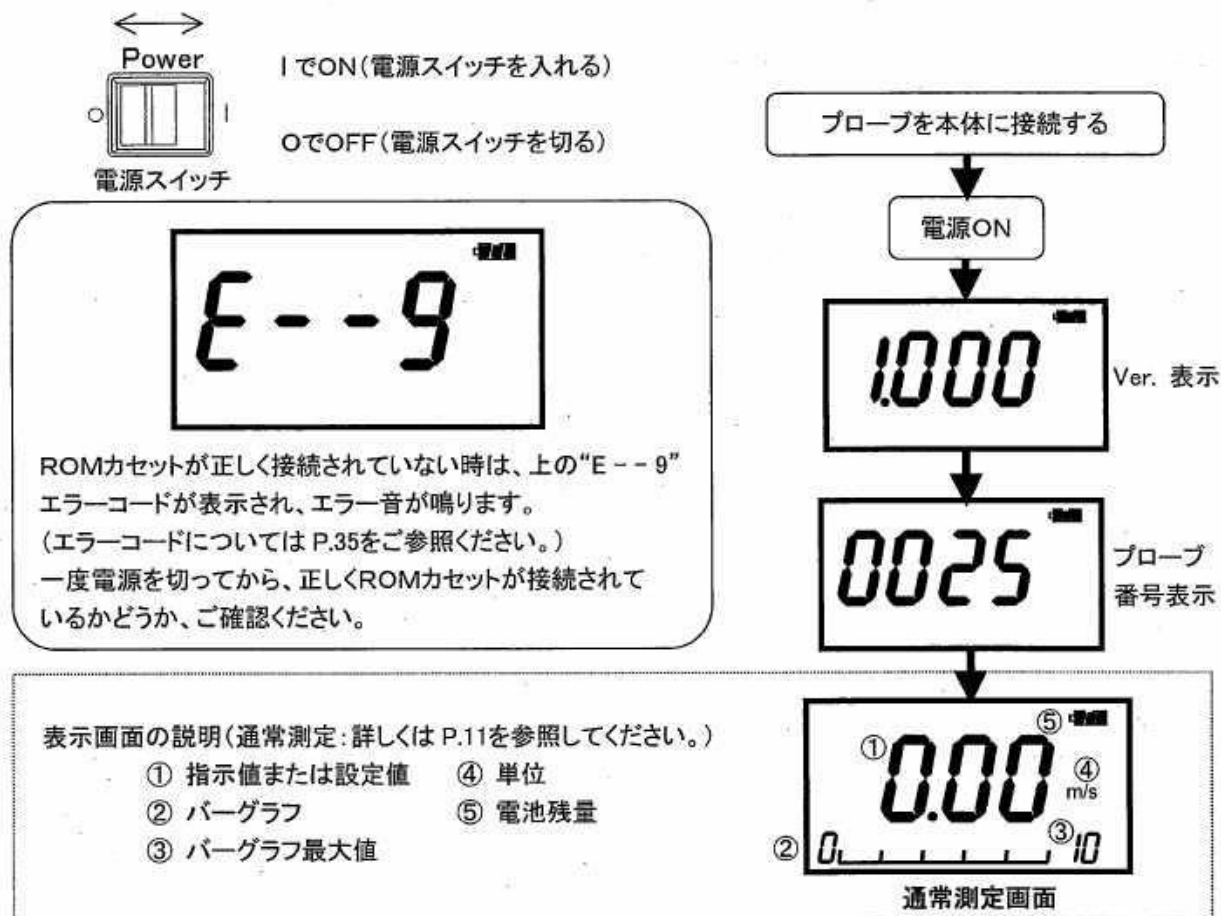 Power
O
I
電源スイッチ
IでON(電源スイッチを入れる)
OでOFF(電源スイッチを切る)
E--9
ROMカセットが正しく接続されていない時は、上の“E--9”
エラーコードが表示され、エラー音が鳴ります。
(エラーコードについては P.35をご参照ください。)
一度電源を切ってから、正しくROMカセットが接続されて
いるかどうか、ご確認ください。
プローブを本体に接続する
電源ON
1.000
Ver. 表示
0025
プローブ
番号表示
表示画面の説明(通常測定:詳しくは P.11を参照してください。)
① 指示値または設定値
② バーグラフ
③ バーグラフ最大値
④ 単位
⑤ 電池残量
⑤
① 0.00
④
m/s
③
② 0 10
通常測定画面